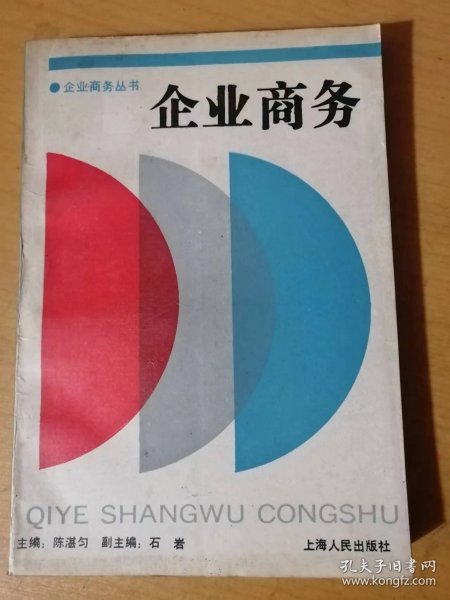 ●企业商务丛书
企业商务
QIYE SHANGWU CONGSHU
主编：陈湛匀 副主编：石岩 上海人民出版社
孔夫子旧书网
www.kongfz.com